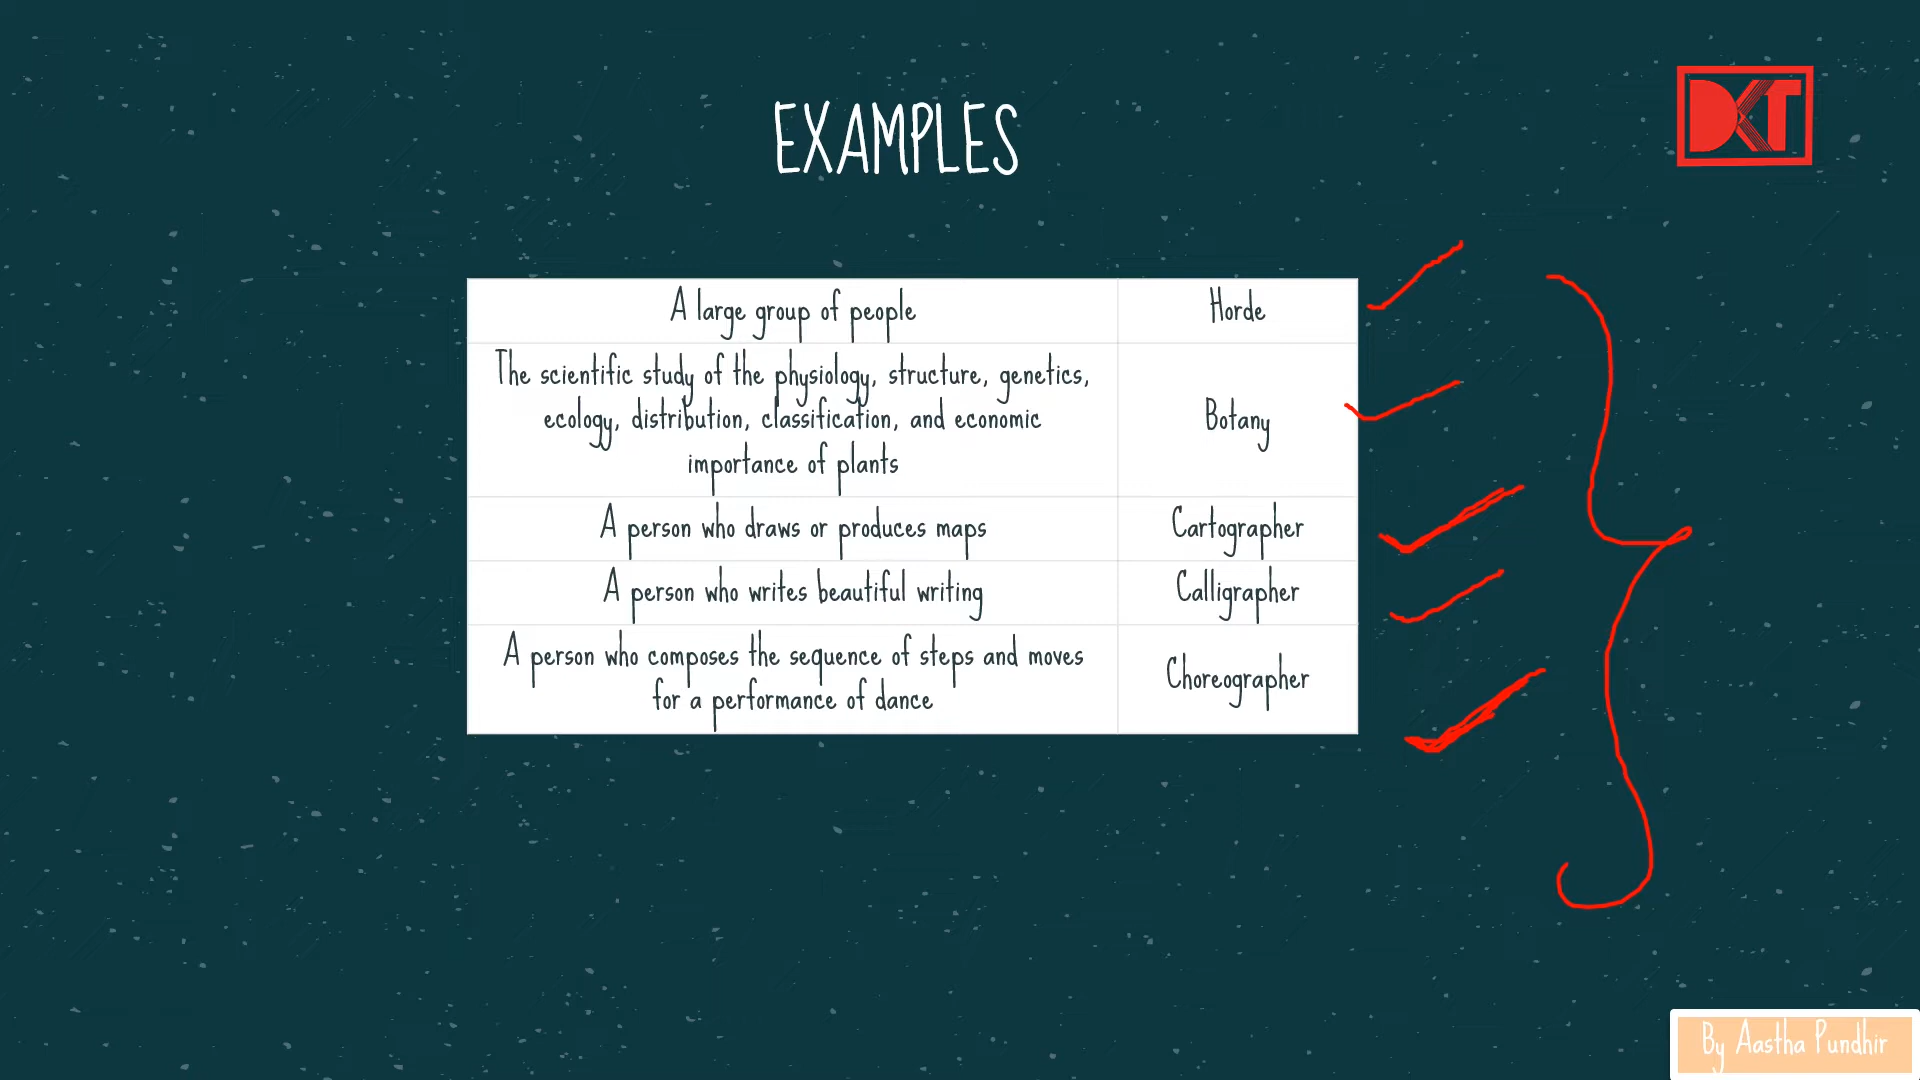 EXAMPLES
DKT
A large group of people
Horde
The scientific study of the physiology, structure, genetics,
ecology, distribution, classification, and economic
importance of plants
Botany
A person who draws or produces maps
Cartographer
A person who writes beautiful writing
Calligrapher
A person who composes the sequence of steps and moves
for a performance of dance
Choreographer
By Aastha Pundhir